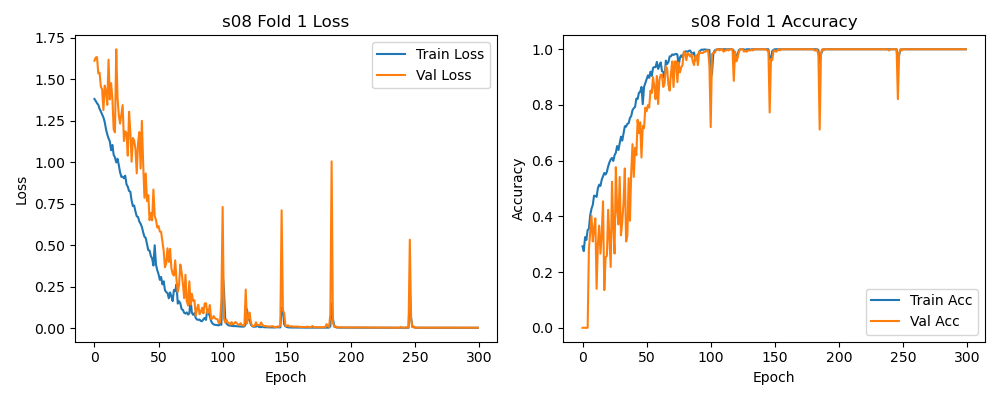 s08 Fold 1 Loss
1.75
1.50
1.25
1.00
0.75
0.50
0.25
0.00
Loss
Train Loss
Val Loss
0 50 100 150 200 250 300
Epoch
s08 Fold 1 Accuracy
1.0
0.8
0.6
0.4
0.2
0.0
Accuracy
Train Acc
Val Acc
0 50 100 150 200 250 300
Epoch